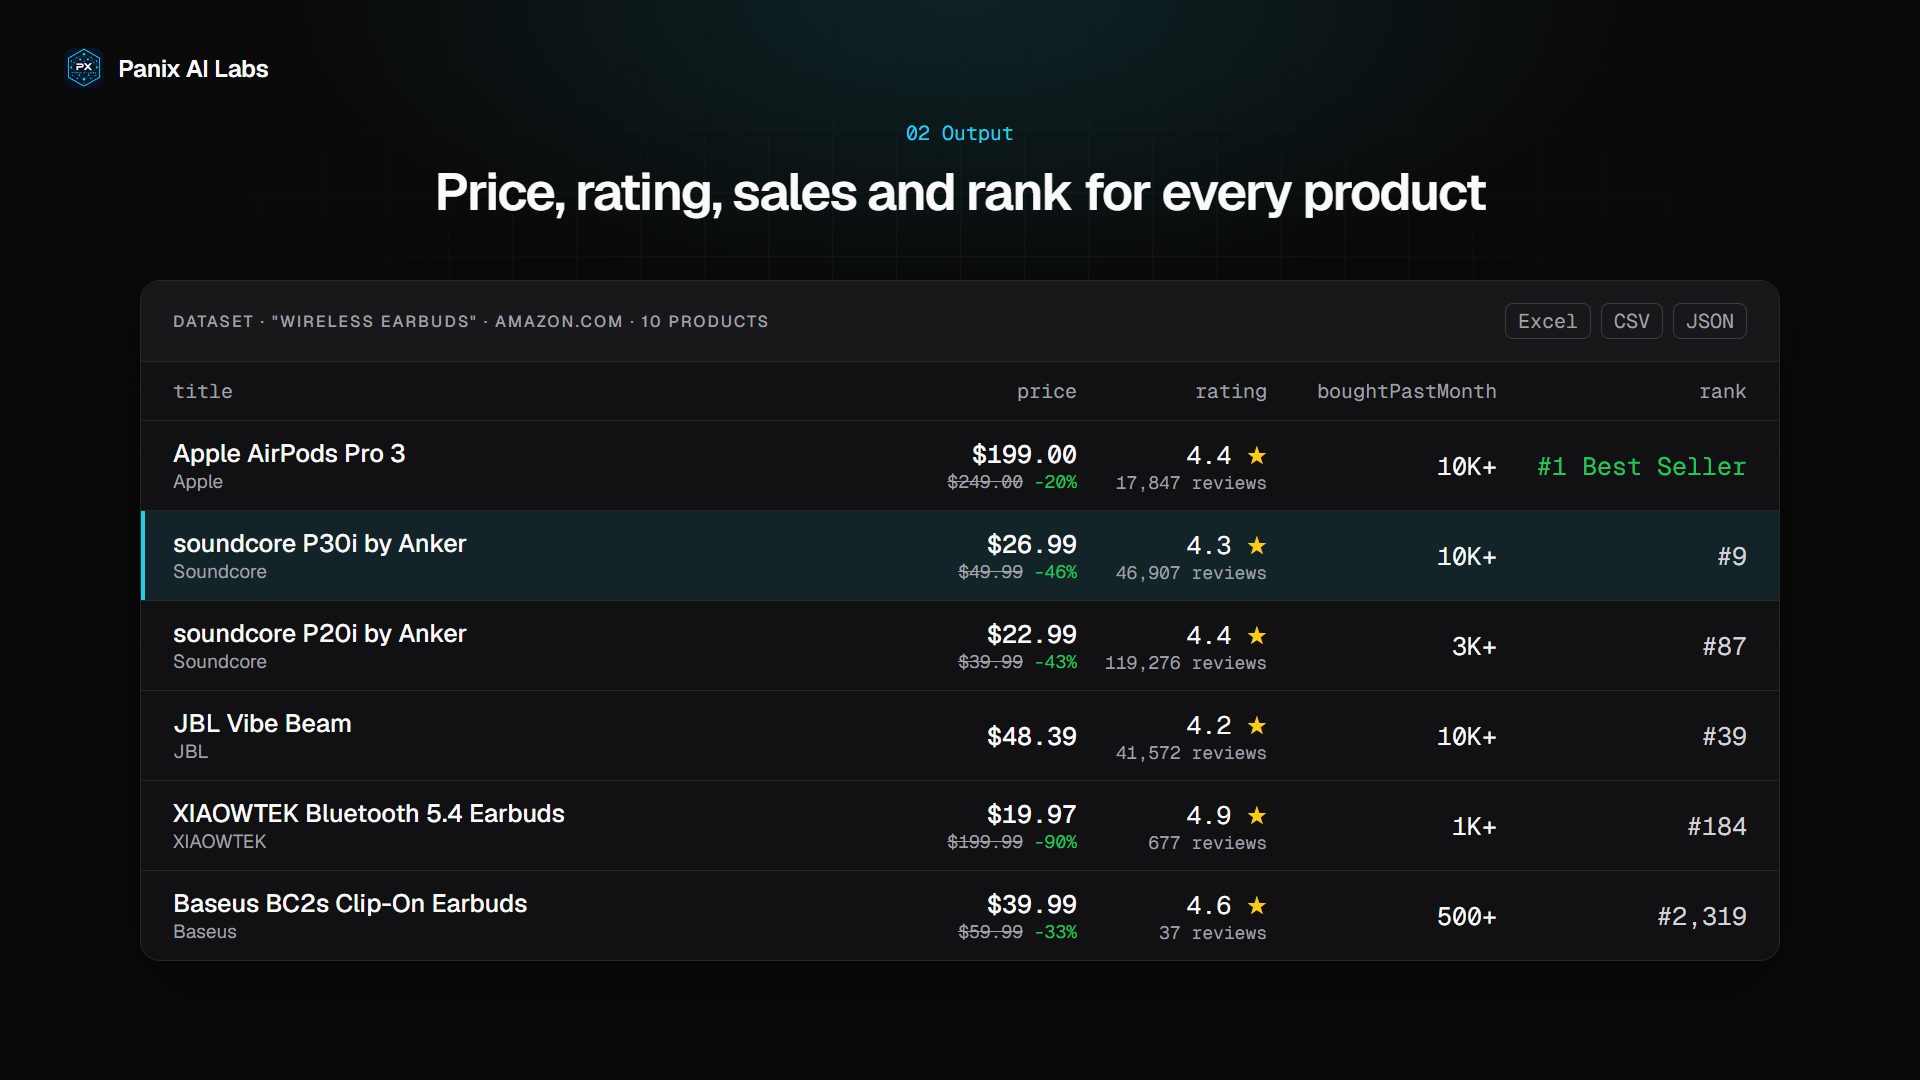 PX
Panix AI Labs
02 Output
Price, rating, sales and rank for every product
DATASET · "WIRELESS EARBUDS" · AMAZON.COM · 10 PRODUCTS
Excel CSV JSON
title price rating boughtPastMonth rank
Apple AirPods Pro 3 $199.00 4.4 ★ 10K+ #1 Best Seller
Apple $249.00 -20% 17,847 reviews
soundcore P30i by Anker $26.99 4.3 ★ 10K+ #9
Soundcore $49.99 -46% 46,907 reviews
soundcore P20i by Anker $22.99 4.4 ★ 3K+ #87
Soundcore $39.99 -43% 119,276 reviews
JBL Vibe Beam $48.39 4.2 ★ 10K+ #39
JBL 41,572 reviews
XIAOWTEK Bluetooth 5.4 Earbuds $19.97 4.9 ★ 1K+ #184
XIAOWTEK $199.99 -90% 677 reviews
Baseus BC2s Clip-On Earbuds $39.99 4.6 ★ 500+ #2,319
Baseus $59.99 -33% 37 reviews